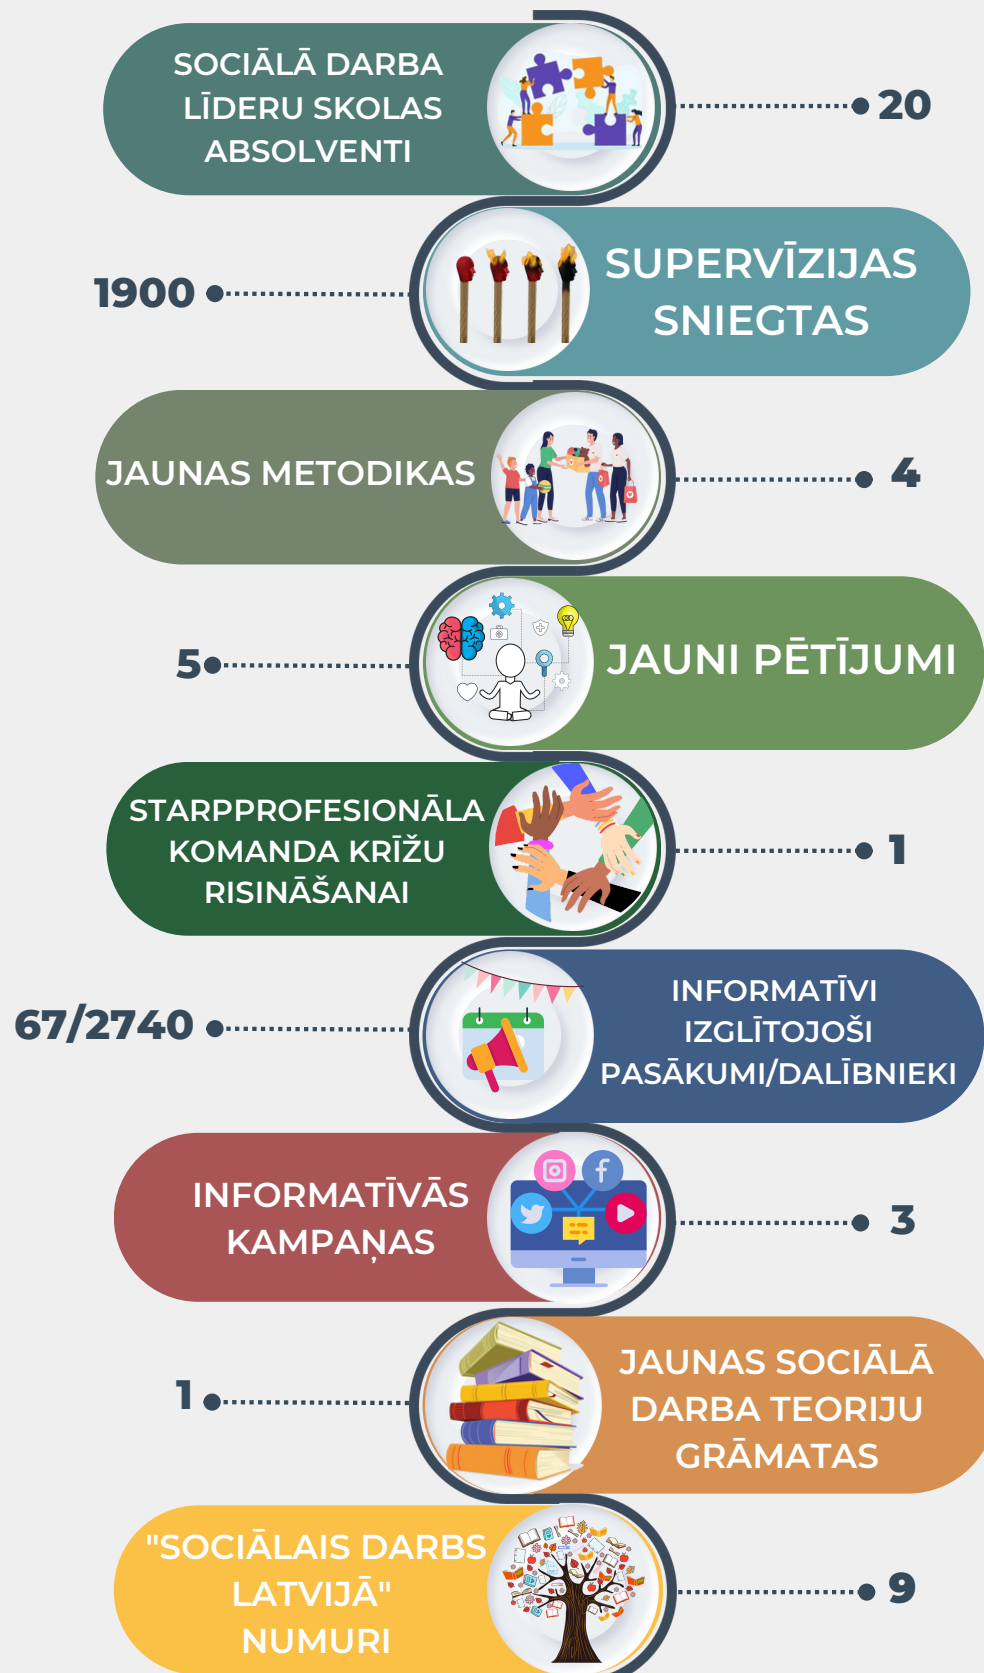 SOCIĀLĀ DARBA
LĪDERU SKOLAS
ABSOLVENTI
20
1900
SUPERVĪZIJAS
SNIEGTAS
JAUNAS METODIKAS
4
5
JAUNI PĒTĪJUMI
STARPPROFESIONĀLA
KOMANDA KRĪŽU
RISINĀŠANAI
1
67/2740
INFORMATĪVI
IZGLĪTOJOŠI
PASĀKUMI/DALĪBNIEKI
INFORMATĪVĀS
KAMPAŅAS
3
1
JAUNAS SOCIĀLĀ
DARBA TEORIJU
GRĀMATAS
"SOCIĀLAIS DARBS
LATVIJĀ"
NUMURI
9